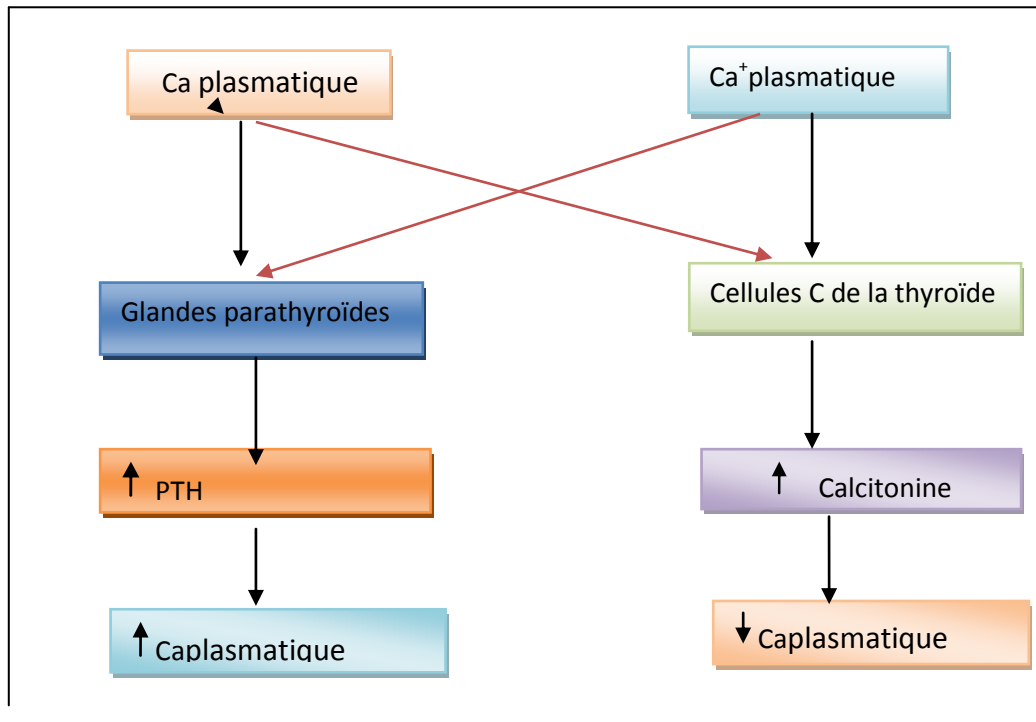 Ca plasmatique
Ca⁺plasmatique
Glandes parathyroïdes
Cellules C de la thyroïde
↑ PTH
↑ Calcitonine
↑ Caplasmatique
↓ Caplasmatique